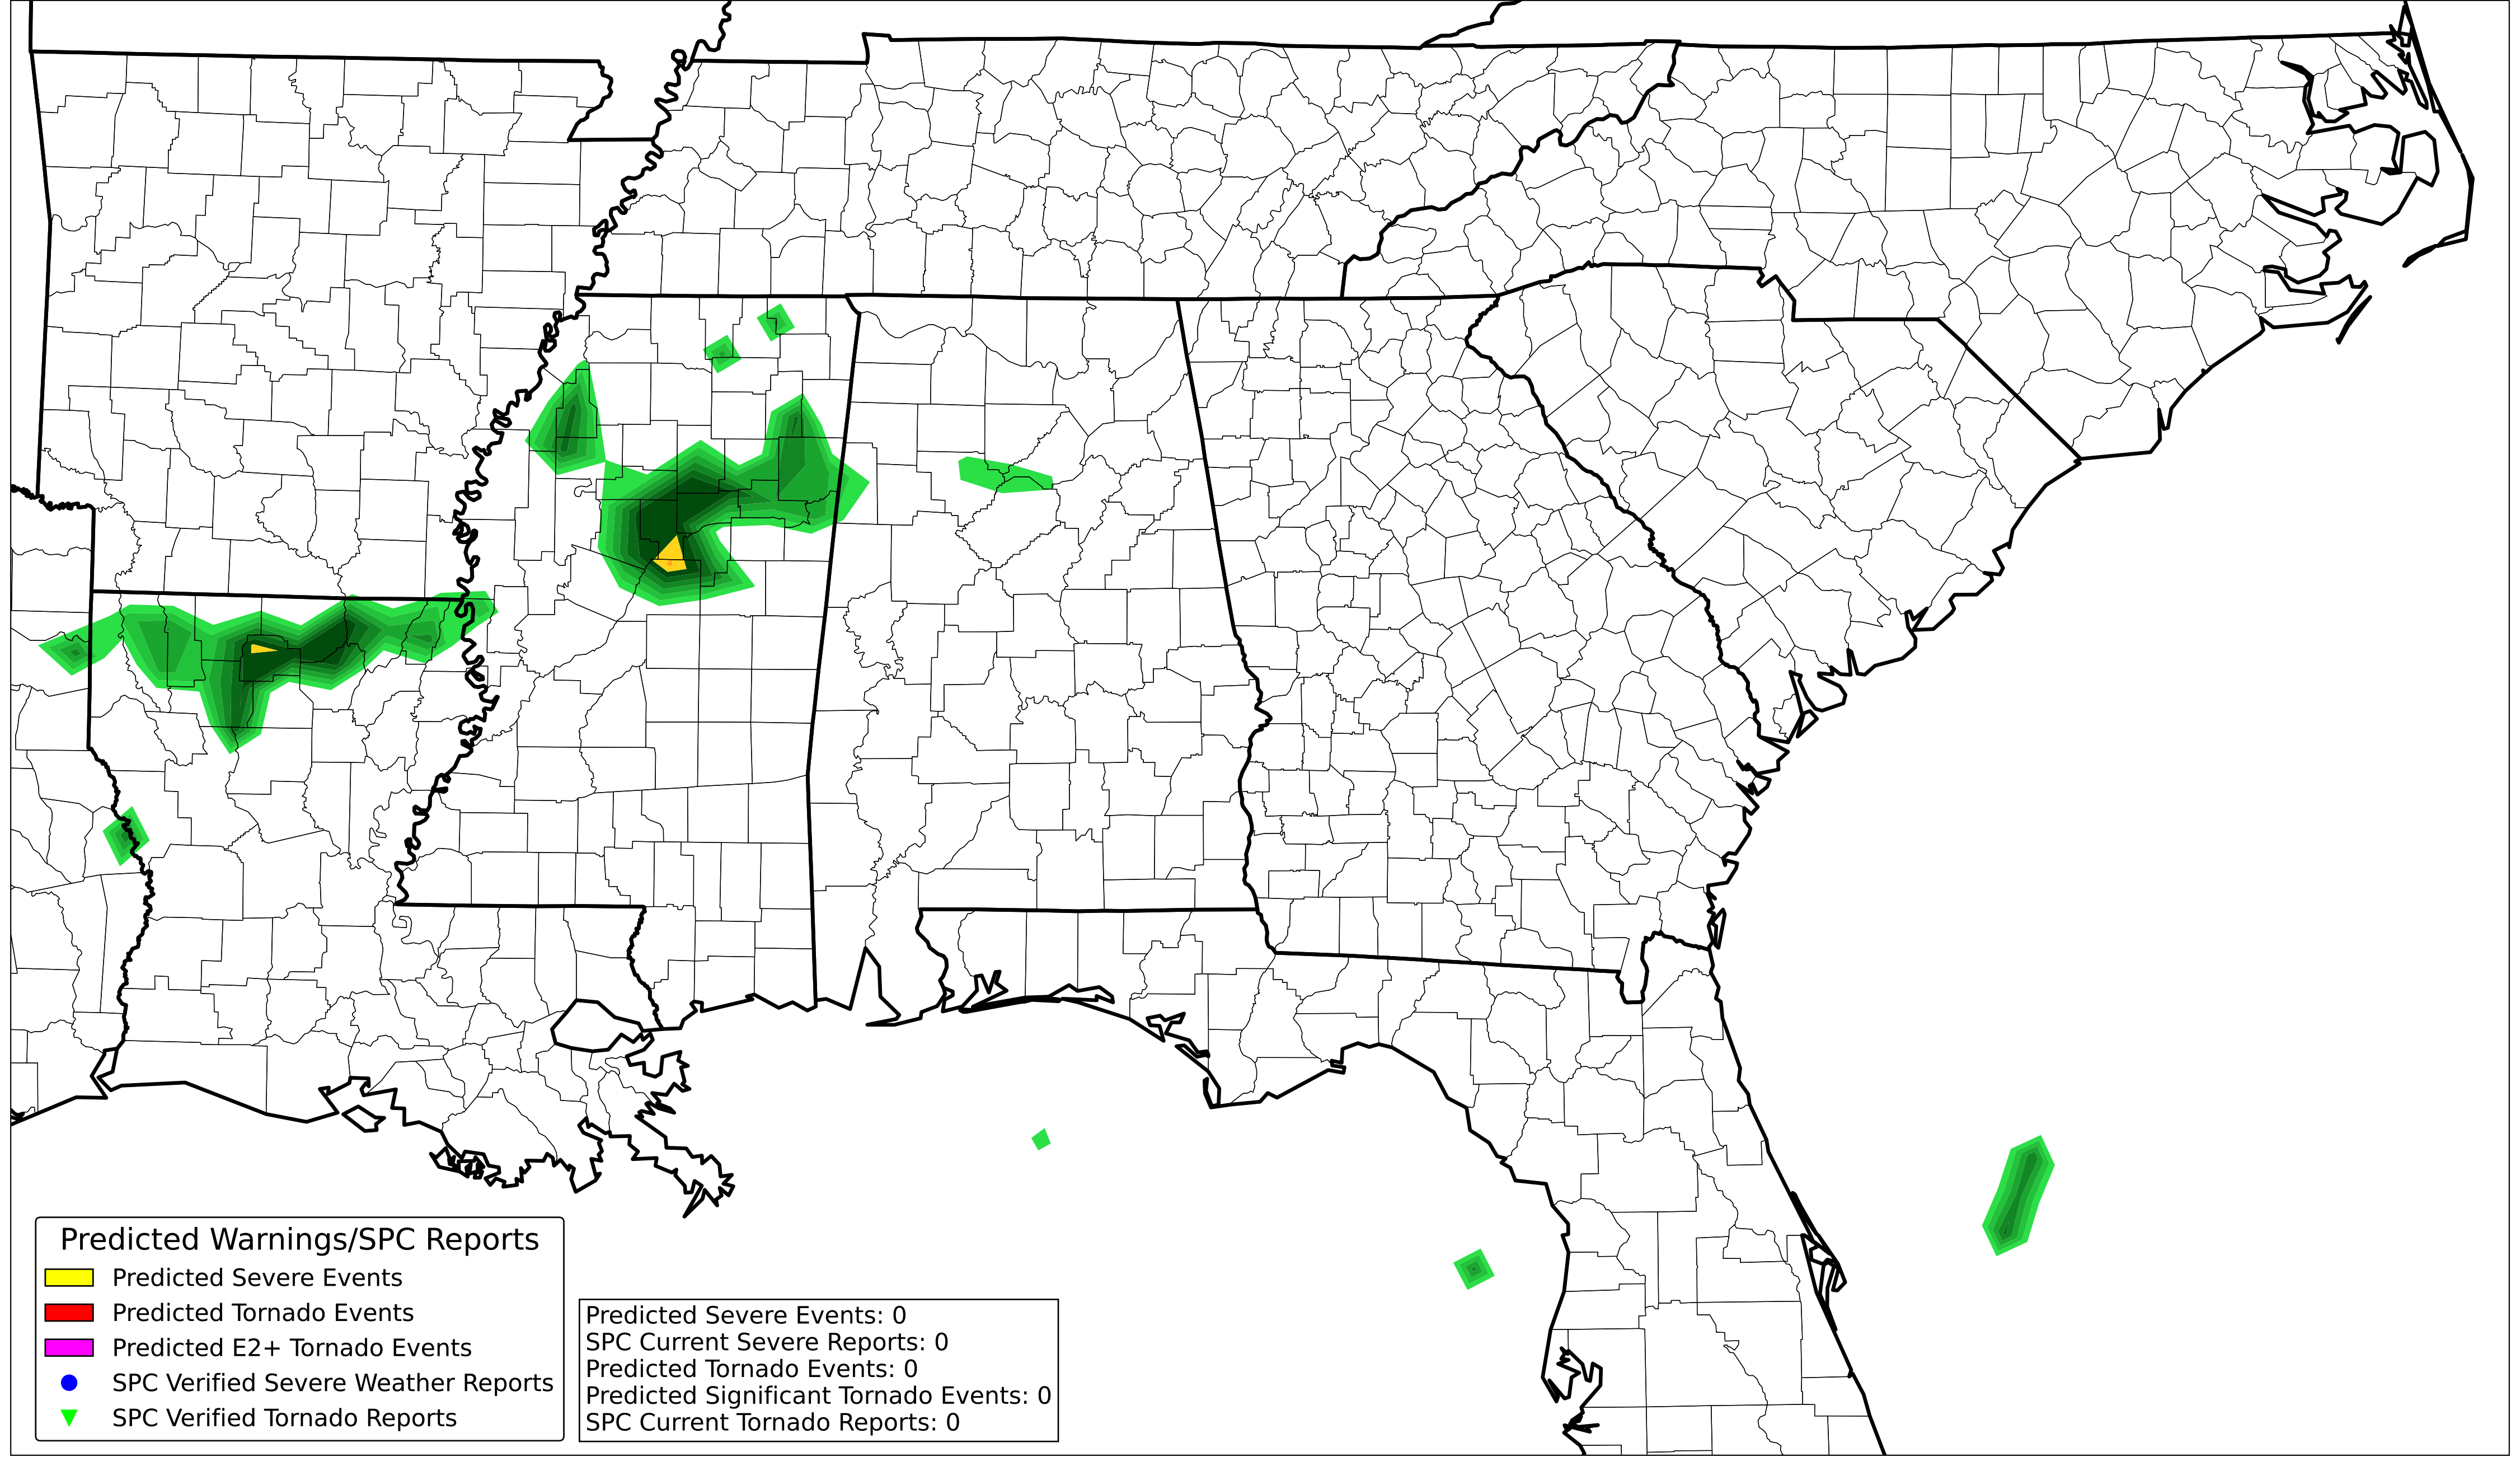 Predicted Warnings/SPC Reports
Predicted Severe Events
Predicted Tornado Events
Predicted E2+ Tornado Events
SPC Verified Severe Weather Reports
SPC Verified Tornado Reports
Predicted Severe Events: 0
SPC Current Severe Reports: 0
Predicted Tornado Events: 0
Predicted Significant Tornado Events: 0
SPC Current Tornado Reports: 0